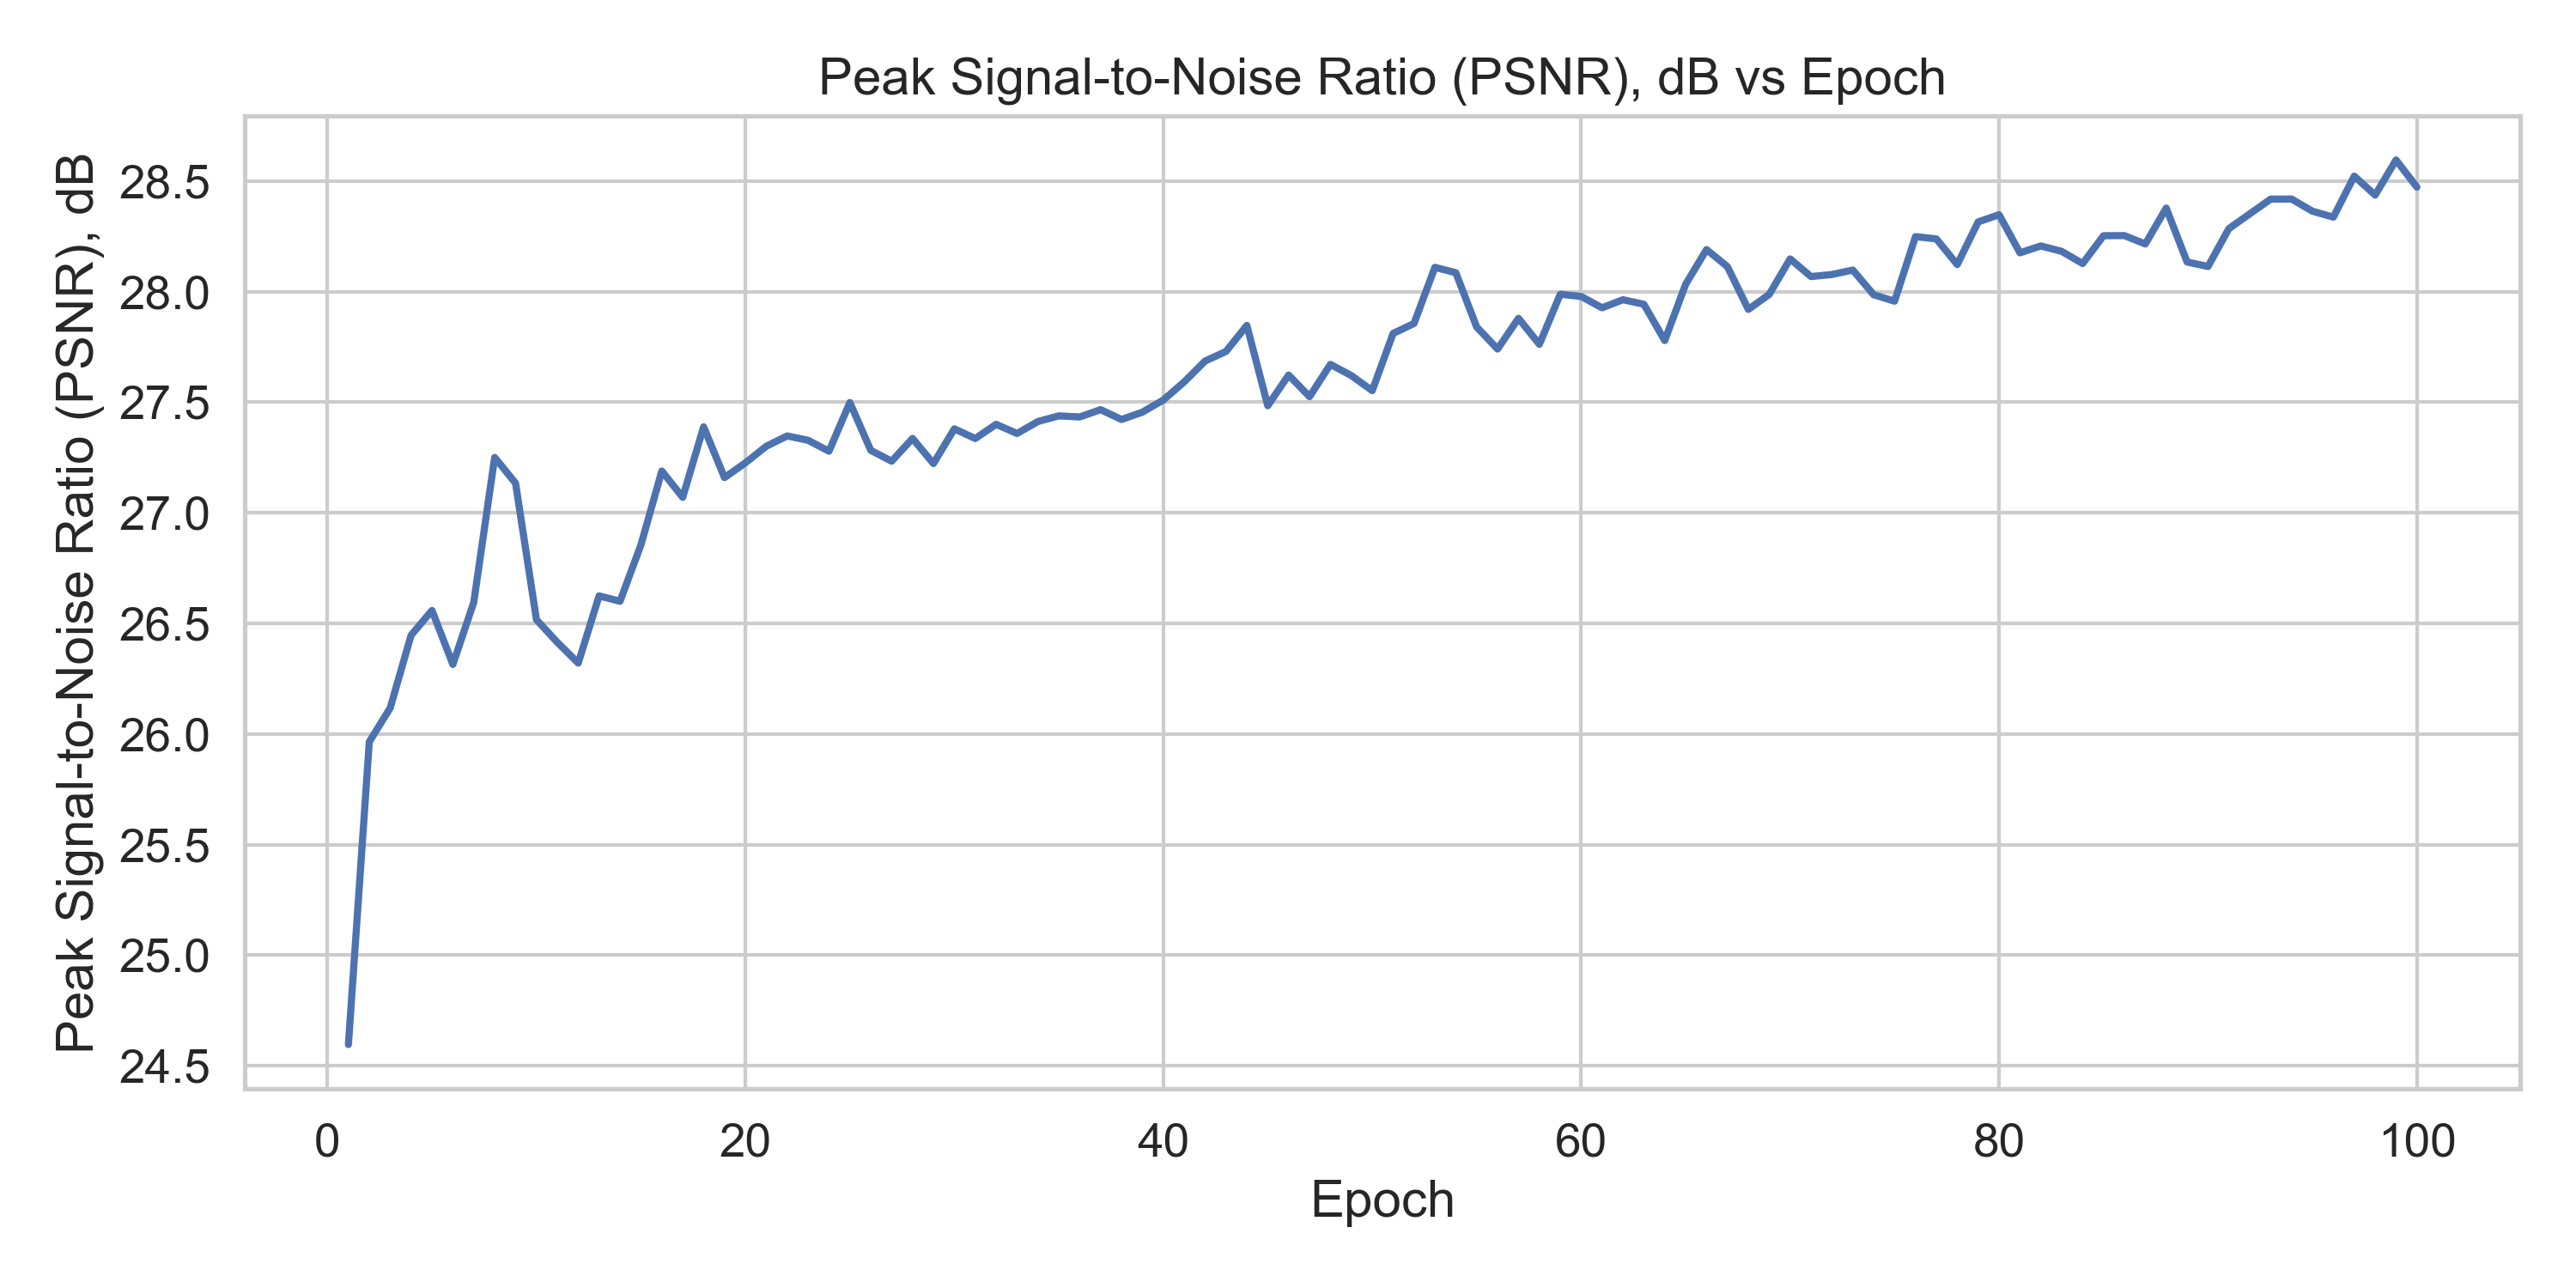 Peak Signal-to-Noise Ratio (PSNR), dB vs Epoch
Peak Signal-to-Noise Ratio (PSNR), dB
28.5
28.0
27.5
27.0
26.5
26.0
25.5
25.0
24.5
0 20 40 60 80 100
Epoch